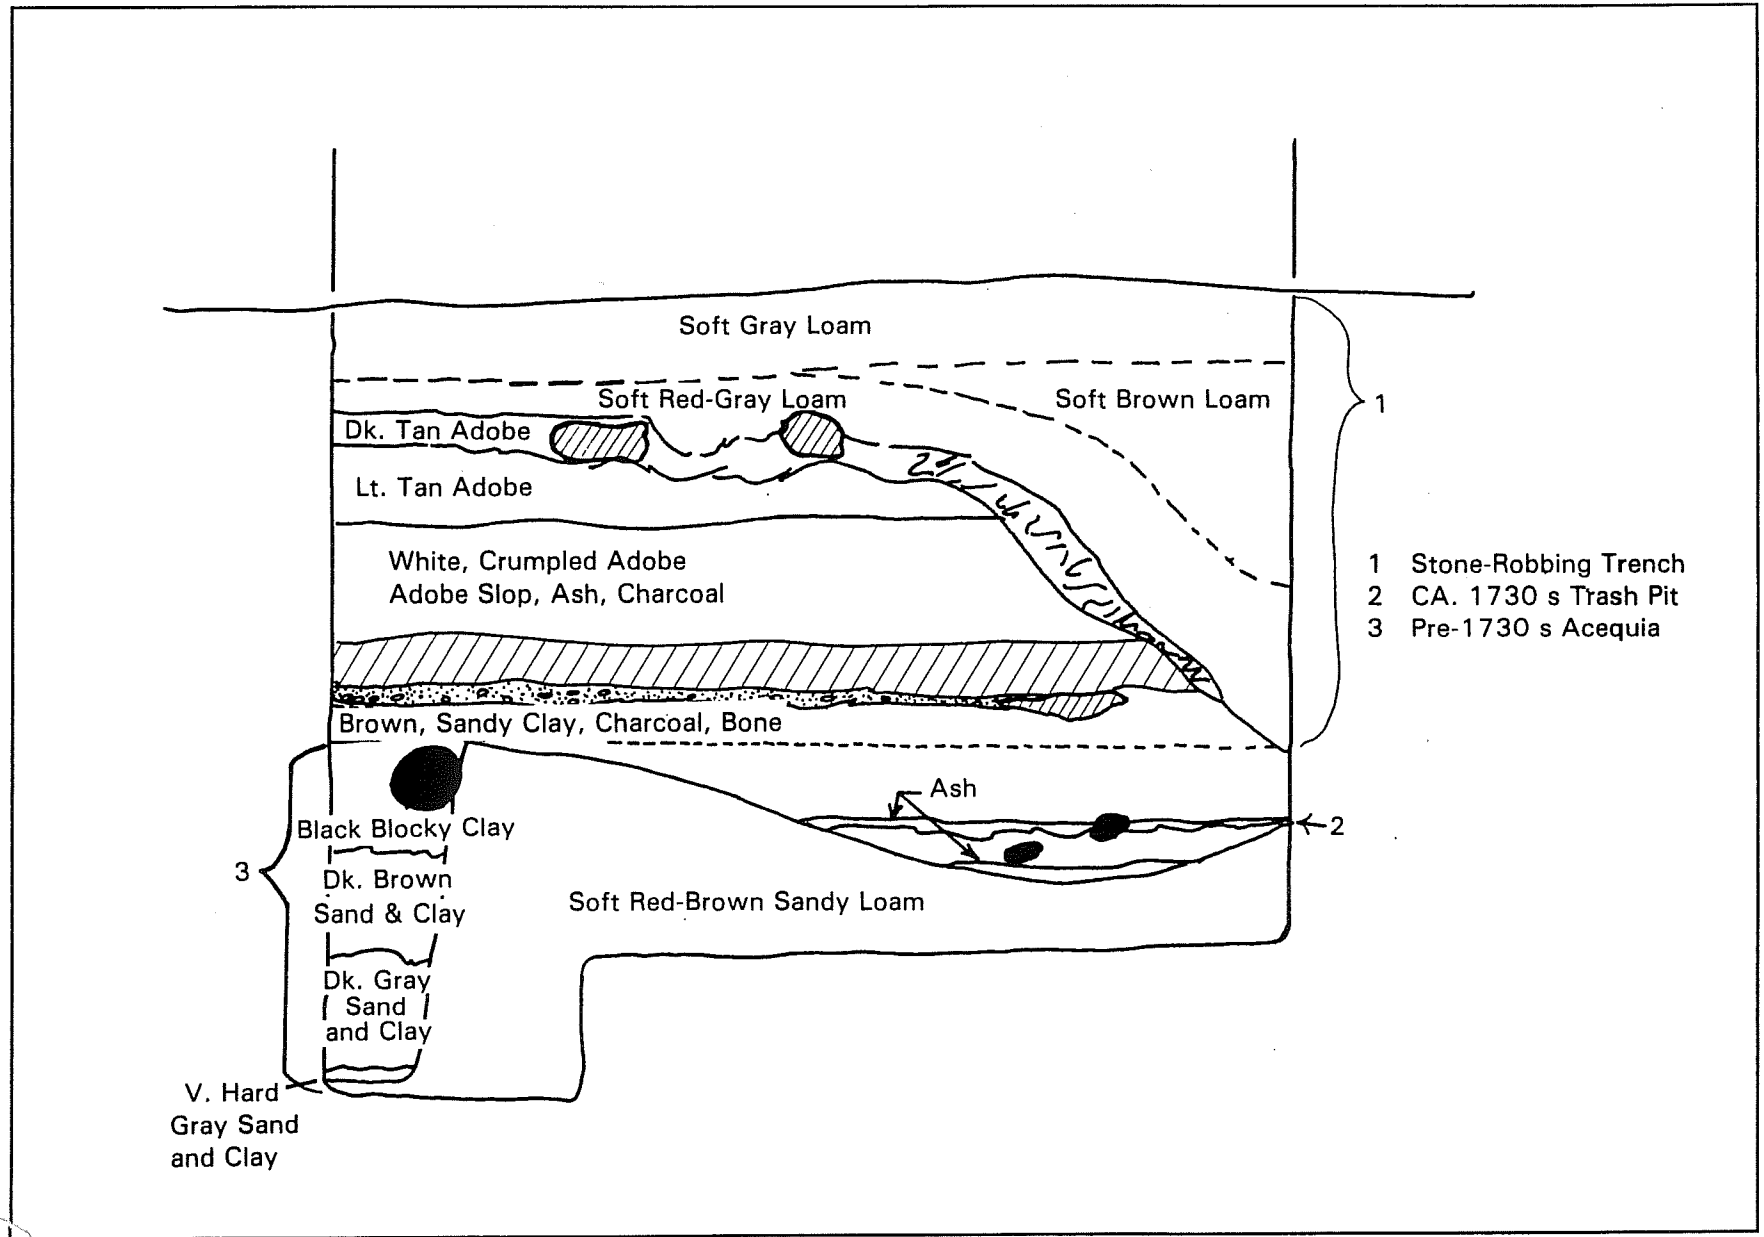 Soft Gray Loam
Soft Red-Gray Loam
Soft Brown Loam
1
Dk. Tan Adobe
Lt. Tan Adobe
White, Crumpled Adobe
Adobe Slop, Ash, Charcoal
1 Stone-Robbing Trench
2 CA. 1730 s Trash Pit
3 Pre-1730 s Acequia
Brown, Sandy Clay, Charcoal, Bone
Ash
2
Black Blocky Clay
3
Dk. Brown
Sand & Clay
Soft Red-Brown Sandy Loam
Dk. Gray
Sand
and Clay
V. Hard
Gray Sand
and Clay